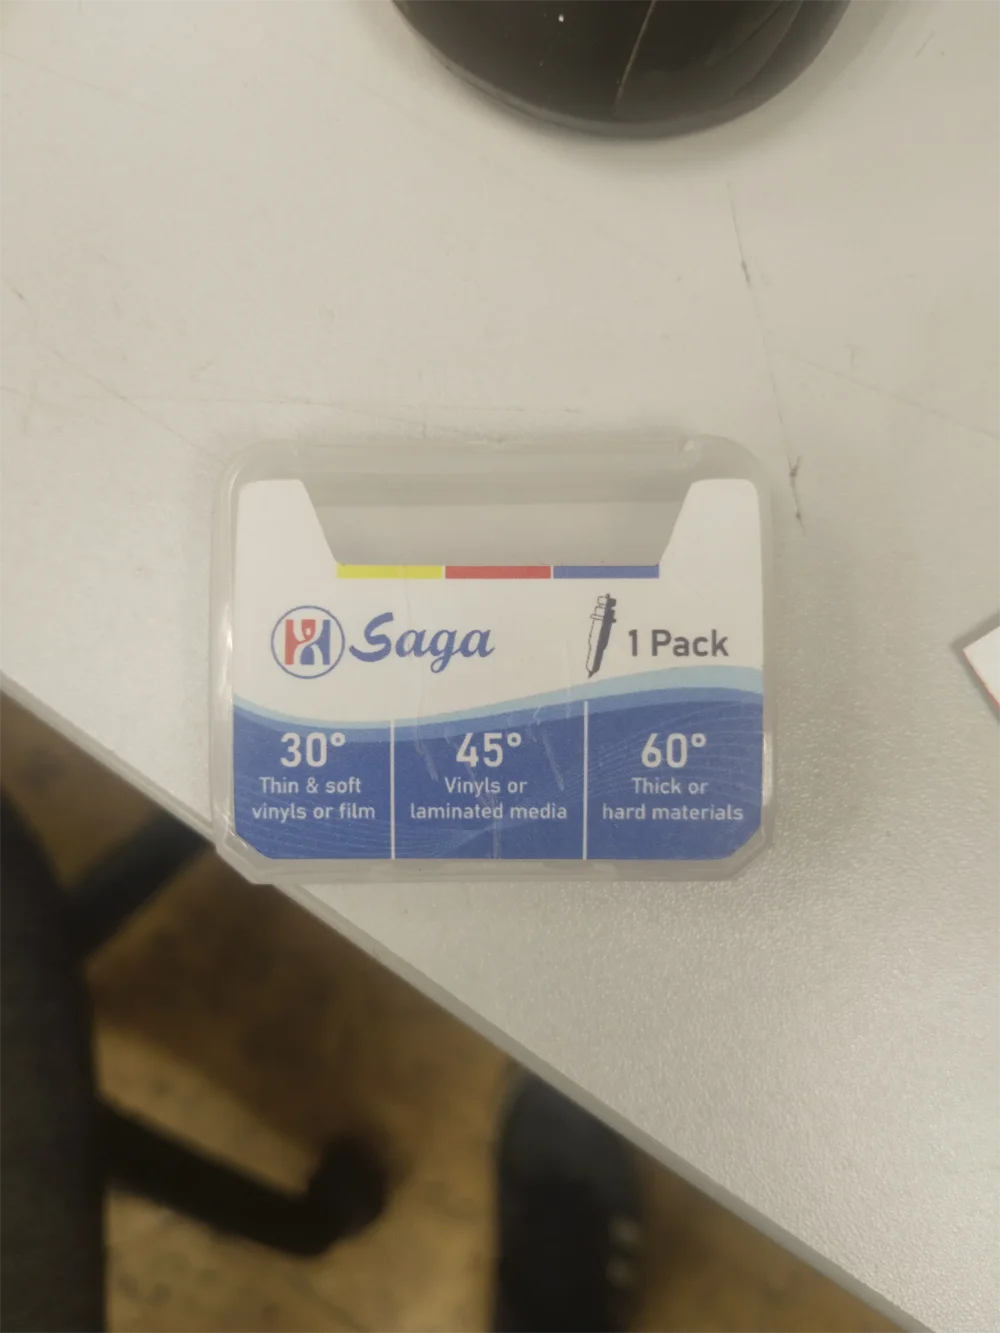 Saga
1 Pack
30°
Thin & soft
vinyls or film
45°
Vinyls or
laminated media
60°
Thick or
hard materials